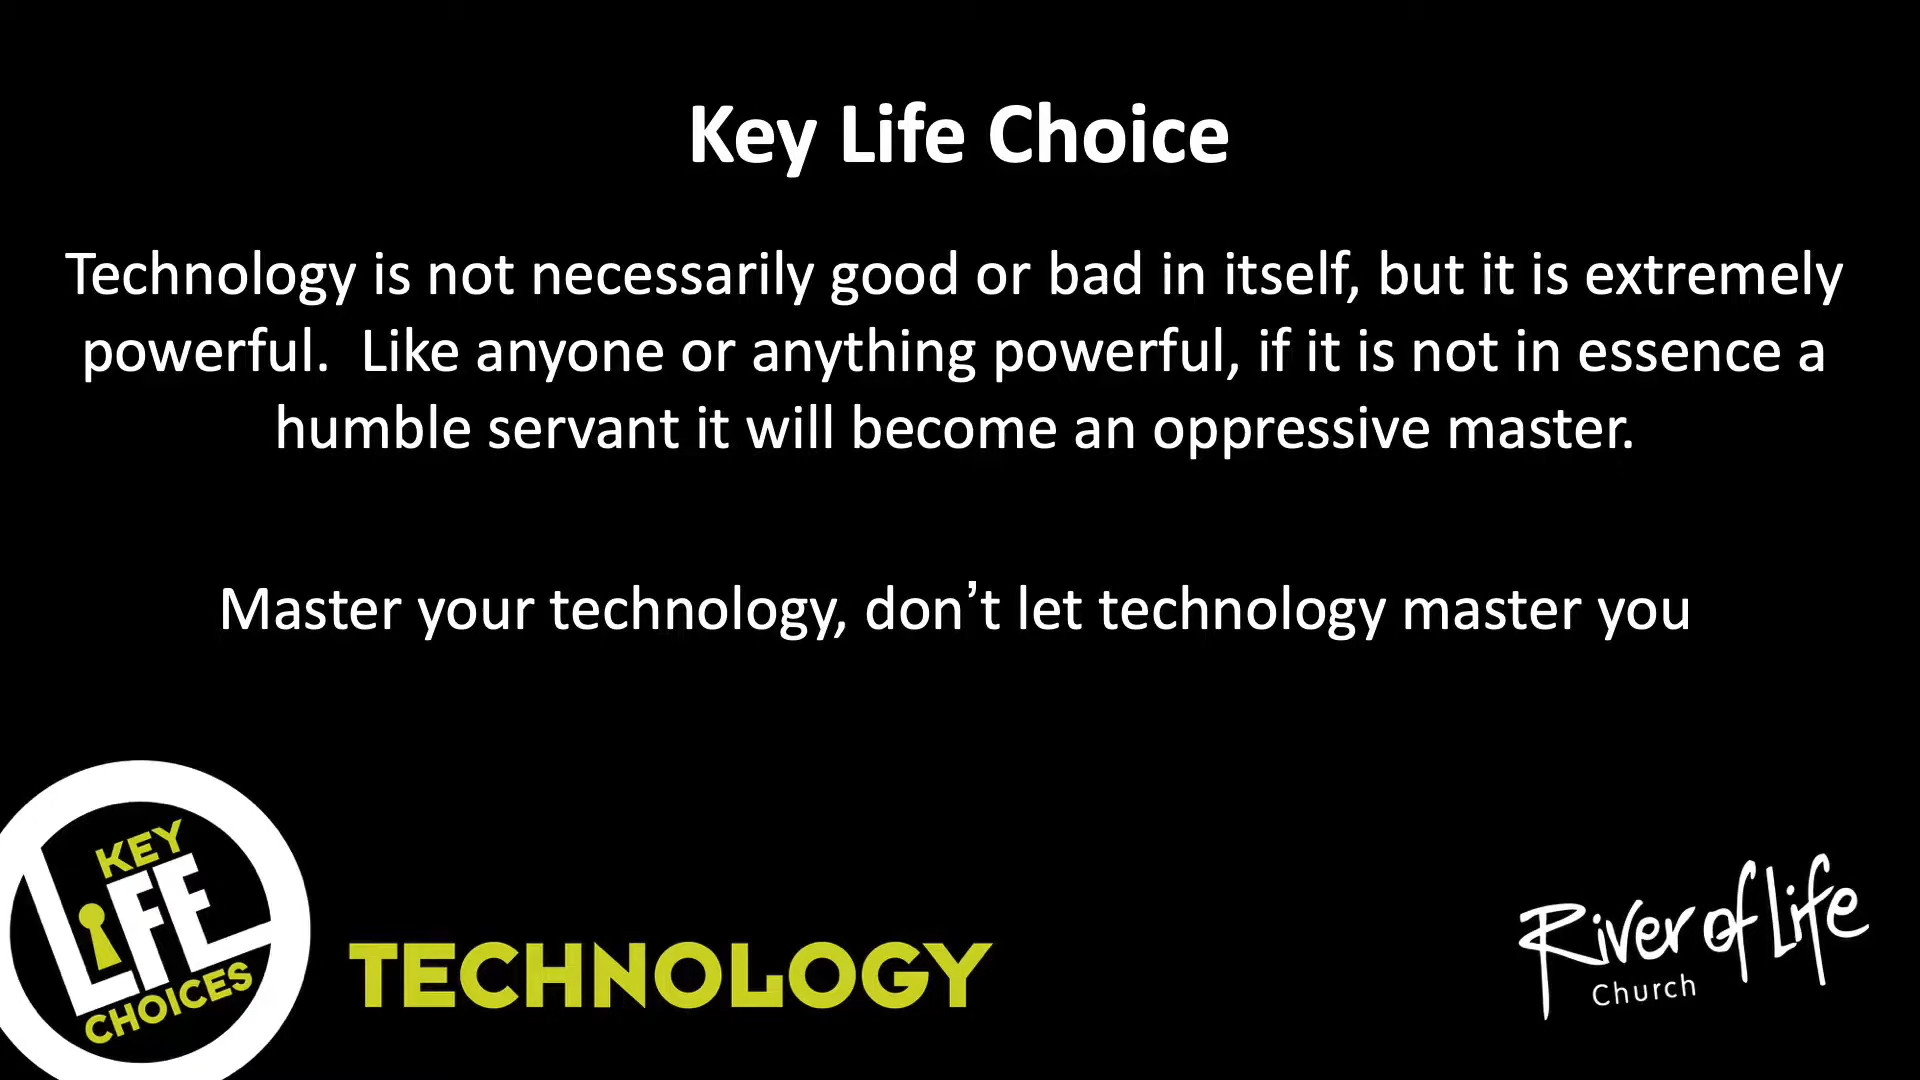 Key Life Choice
Technology is not necessarily good or bad in itself, but it is extremely
powerful.  Like anyone or anything powerful, if it is not in essence a
humble servant it will become an oppressive master.
Master your technology, don’t let technology master you
KEY
LIFE
CHOICES
TECHNOLOGY
River of Life
Church